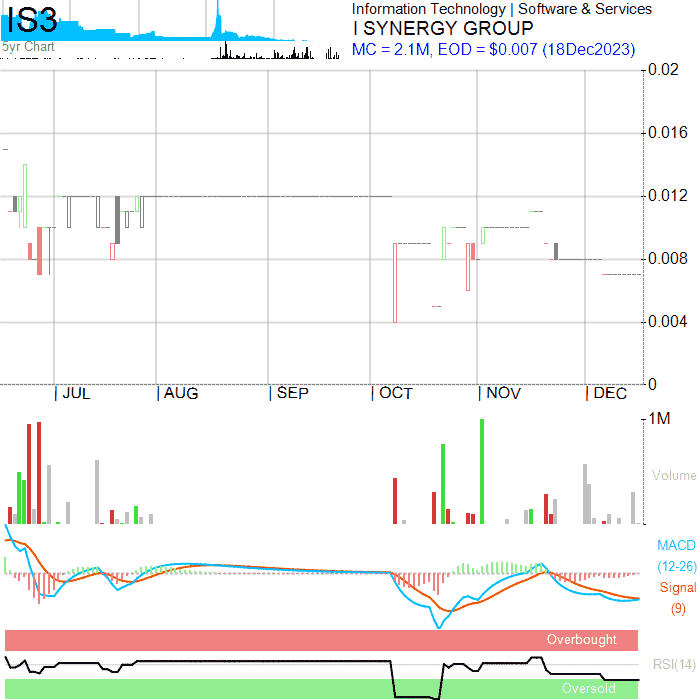 IS3
5yr Chart
Information Technology | Software & Services
I SYNERGY GROUP
MC = 2.1M, EOD = $0.007 (18Dec2023)
0.02
0.016
0.012
0.008
0.004
0
| JUL | AUG | SEP | OCT | NOV | DEC
1M
Volume
MACD
(12-26)
Signal
(9)
Overbought
RSI(14)
Oversold